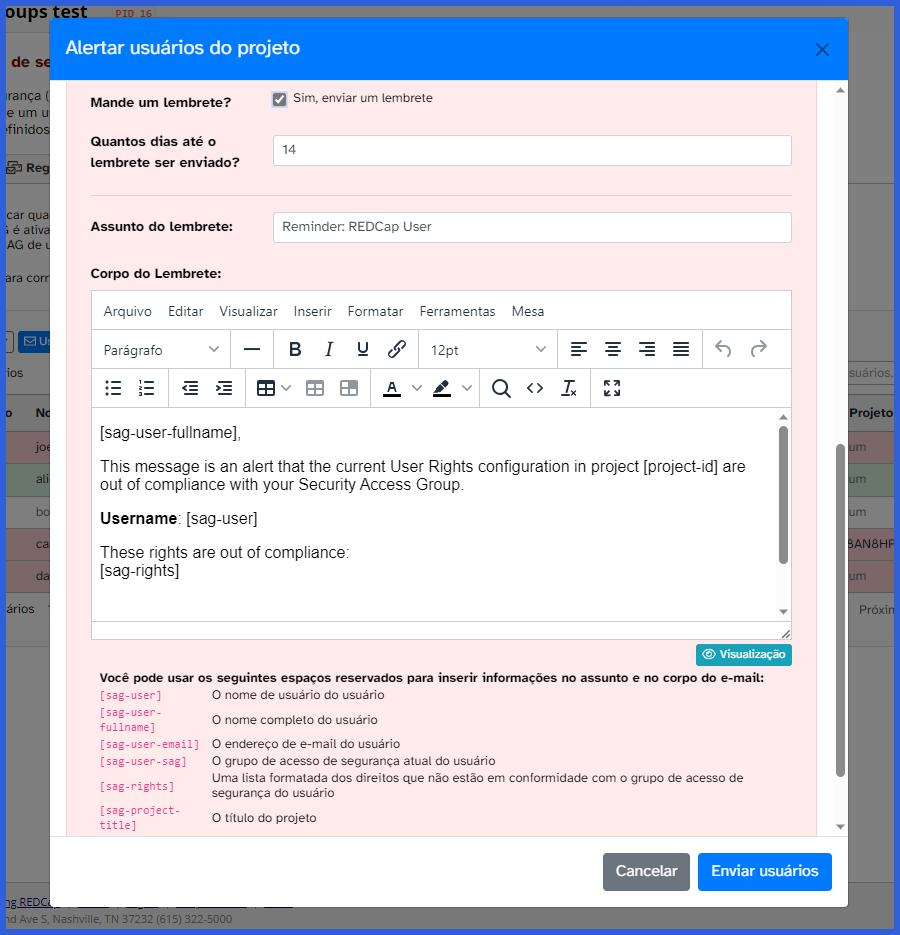 oups test PID 16
Alertar usuários do projeto
de se
rança (
e um u
efinidos
Reg
car qua
é ativa
AG de u
ara corr
Us
ios
suários.
o No Projeto
joe um
ali um
bo um
ca 8AN8HP
da um
ários Próxin
Mande um lembrete? Sim, enviar um lembrete
Quantos dias até o
lembrete ser enviado? 14
Assunto do lembrete: Reminder: REDCap User
Corpo do Lembrete:
Arquivo Editar Visualizar Inserir Formatar Ferramentas Mesa
Parágrafo B I U 12pt
A
[sag-user-fullname],
This message is an alert that the current User Rights configuration in project [project-id] are
out of compliance with your Security Access Group.
Username: [sag-user]
These rights are out of compliance:
[sag-rights]
Visualização
Você pode usar os seguintes espaços reservados para inserir informações no assunto e no corpo do e-mail:
[sag-user] O nome de usuário do usuário
[sag-user-
fullname] O nome completo do usuário
[sag-user-email] O endereço de e-mail do usuário
[sag-user-sag] O grupo de acesso de segurança atual do usuário
[sag-rights] Uma lista formatada dos direitos que não estão em conformidade com o grupo de acesso de
segurança do usuário
[sag-project-
title] O título do projeto
Cancelar Enviar usuários
ng REDCap
nd Ave S, Nashville, TN 37232 (615) 322-5000